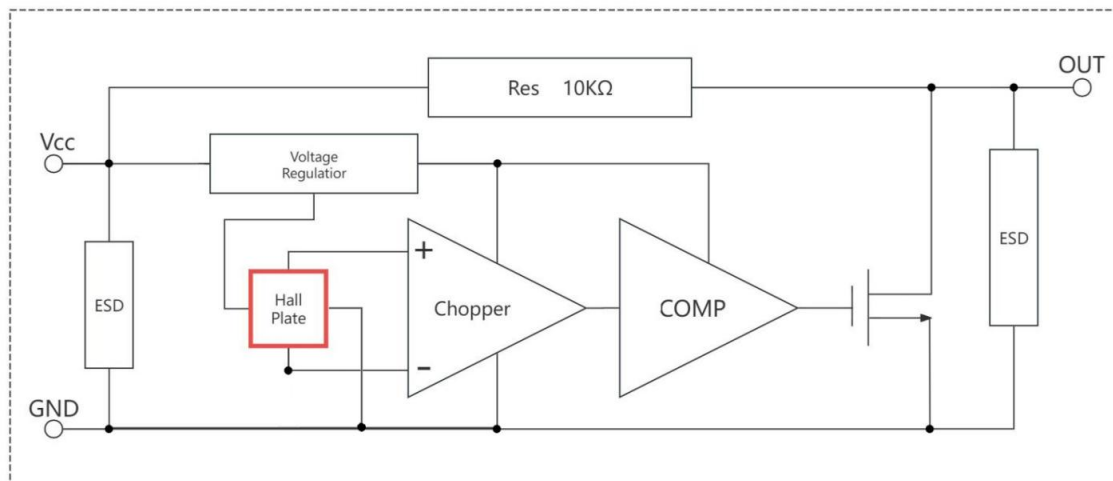 Res 10KΩ
OUT
Vcc
Voltage
Regulatior
ESD
Hall
Plate
+
Chopper
-
COMP
ESD
GND